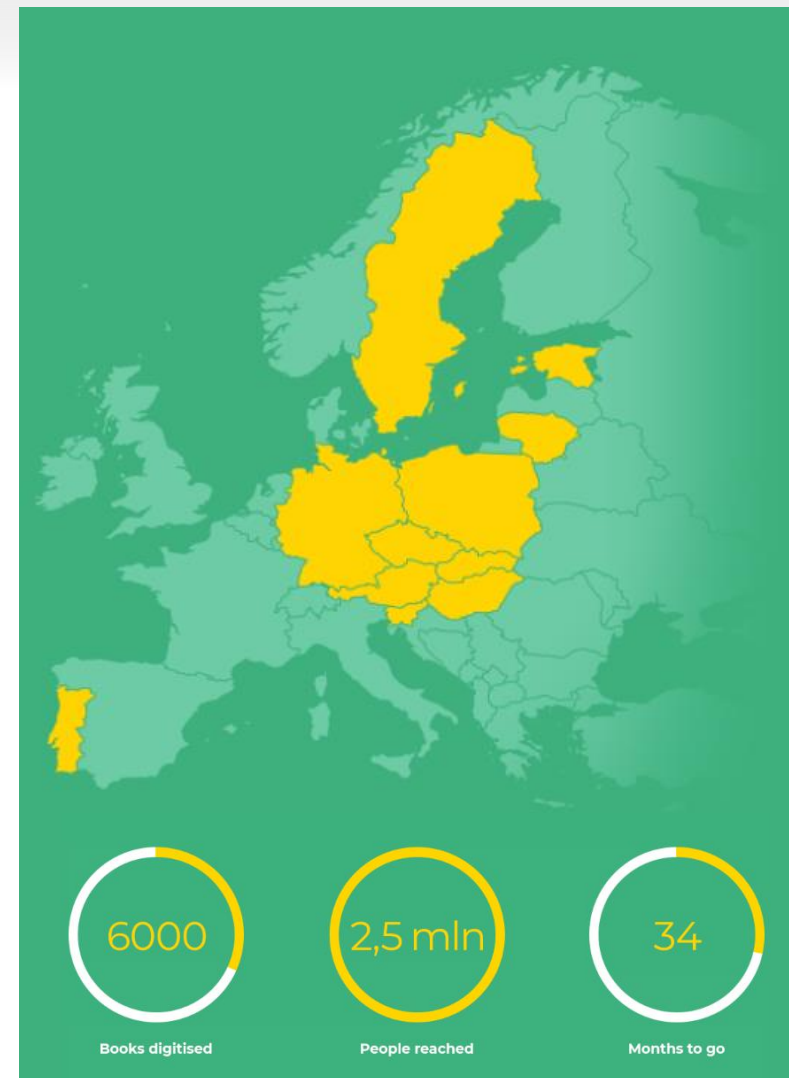 6000
2,5 mln
34
Books digitised
People reached
Months to go